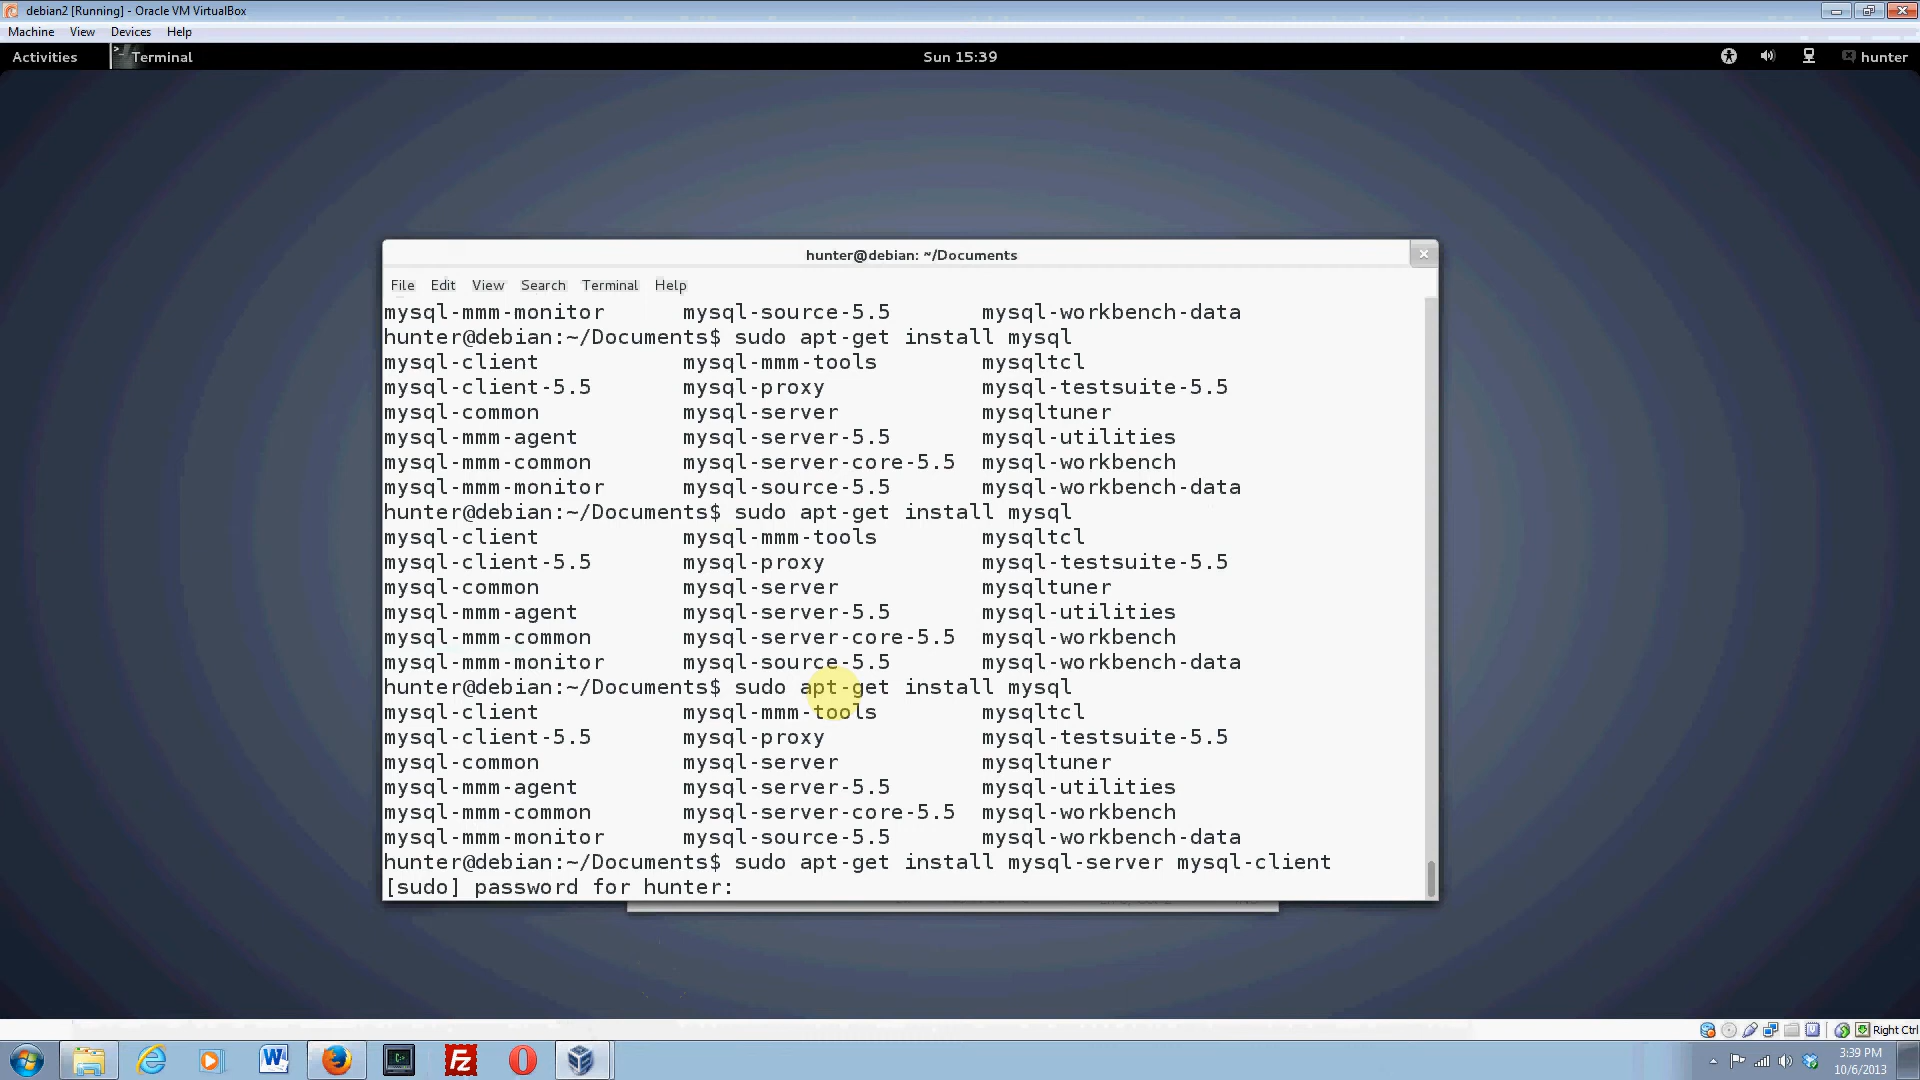 debian2 [Running] - Oracle VM VirtualBox
Machine View Devices Help
Activities Terminal Sun 15:39 hunter
hunter@debian: ~/Documents
File Edit View Search Terminal Help
mysql-mmm-monitor mysql-source-5.5 mysql-workbench-data
hunter@debian:~/Documents$ sudo apt-get install mysql
mysql-client mysql-mmm-tools mysqltcl
mysql-client-5.5 mysql-proxy mysql-testsuite-5.5
mysql-common mysql-server mysqltuner
mysql-mmm-agent mysql-server-5.5 mysql-utilities
mysql-mmm-common mysql-server-core-5.5 mysql-workbench
mysql-mmm-monitor mysql-source-5.5 mysql-workbench-data
hunter@debian:~/Documents$ sudo apt-get install mysql
mysql-client mysql-mmm-tools mysqltcl
mysql-client-5.5 mysql-proxy mysql-testsuite-5.5
mysql-common mysql-server mysqltuner
mysql-mmm-agent mysql-server-5.5 mysql-utilities
mysql-mmm-common mysql-server-core-5.5 mysql-workbench
mysql-mmm-monitor mysql-source-5.5 mysql-workbench-data
hunter@debian:~/Documents$ sudo apt-get install mysql
mysql-client mysql-mmm-tools mysqltcl
mysql-client-5.5 mysql-proxy mysql-testsuite-5.5
mysql-common mysql-server mysqltuner
mysql-mmm-agent mysql-server-5.5 mysql-utilities
mysql-mmm-common mysql-server-core-5.5 mysql-workbench
mysql-mmm-monitor mysql-source-5.5 mysql-workbench-data
hunter@debian:~/Documents$ sudo apt-get install mysql-server mysql-client
[sudo] password for hunter:
Right Ctrl
3:39 PM
10/6/2013